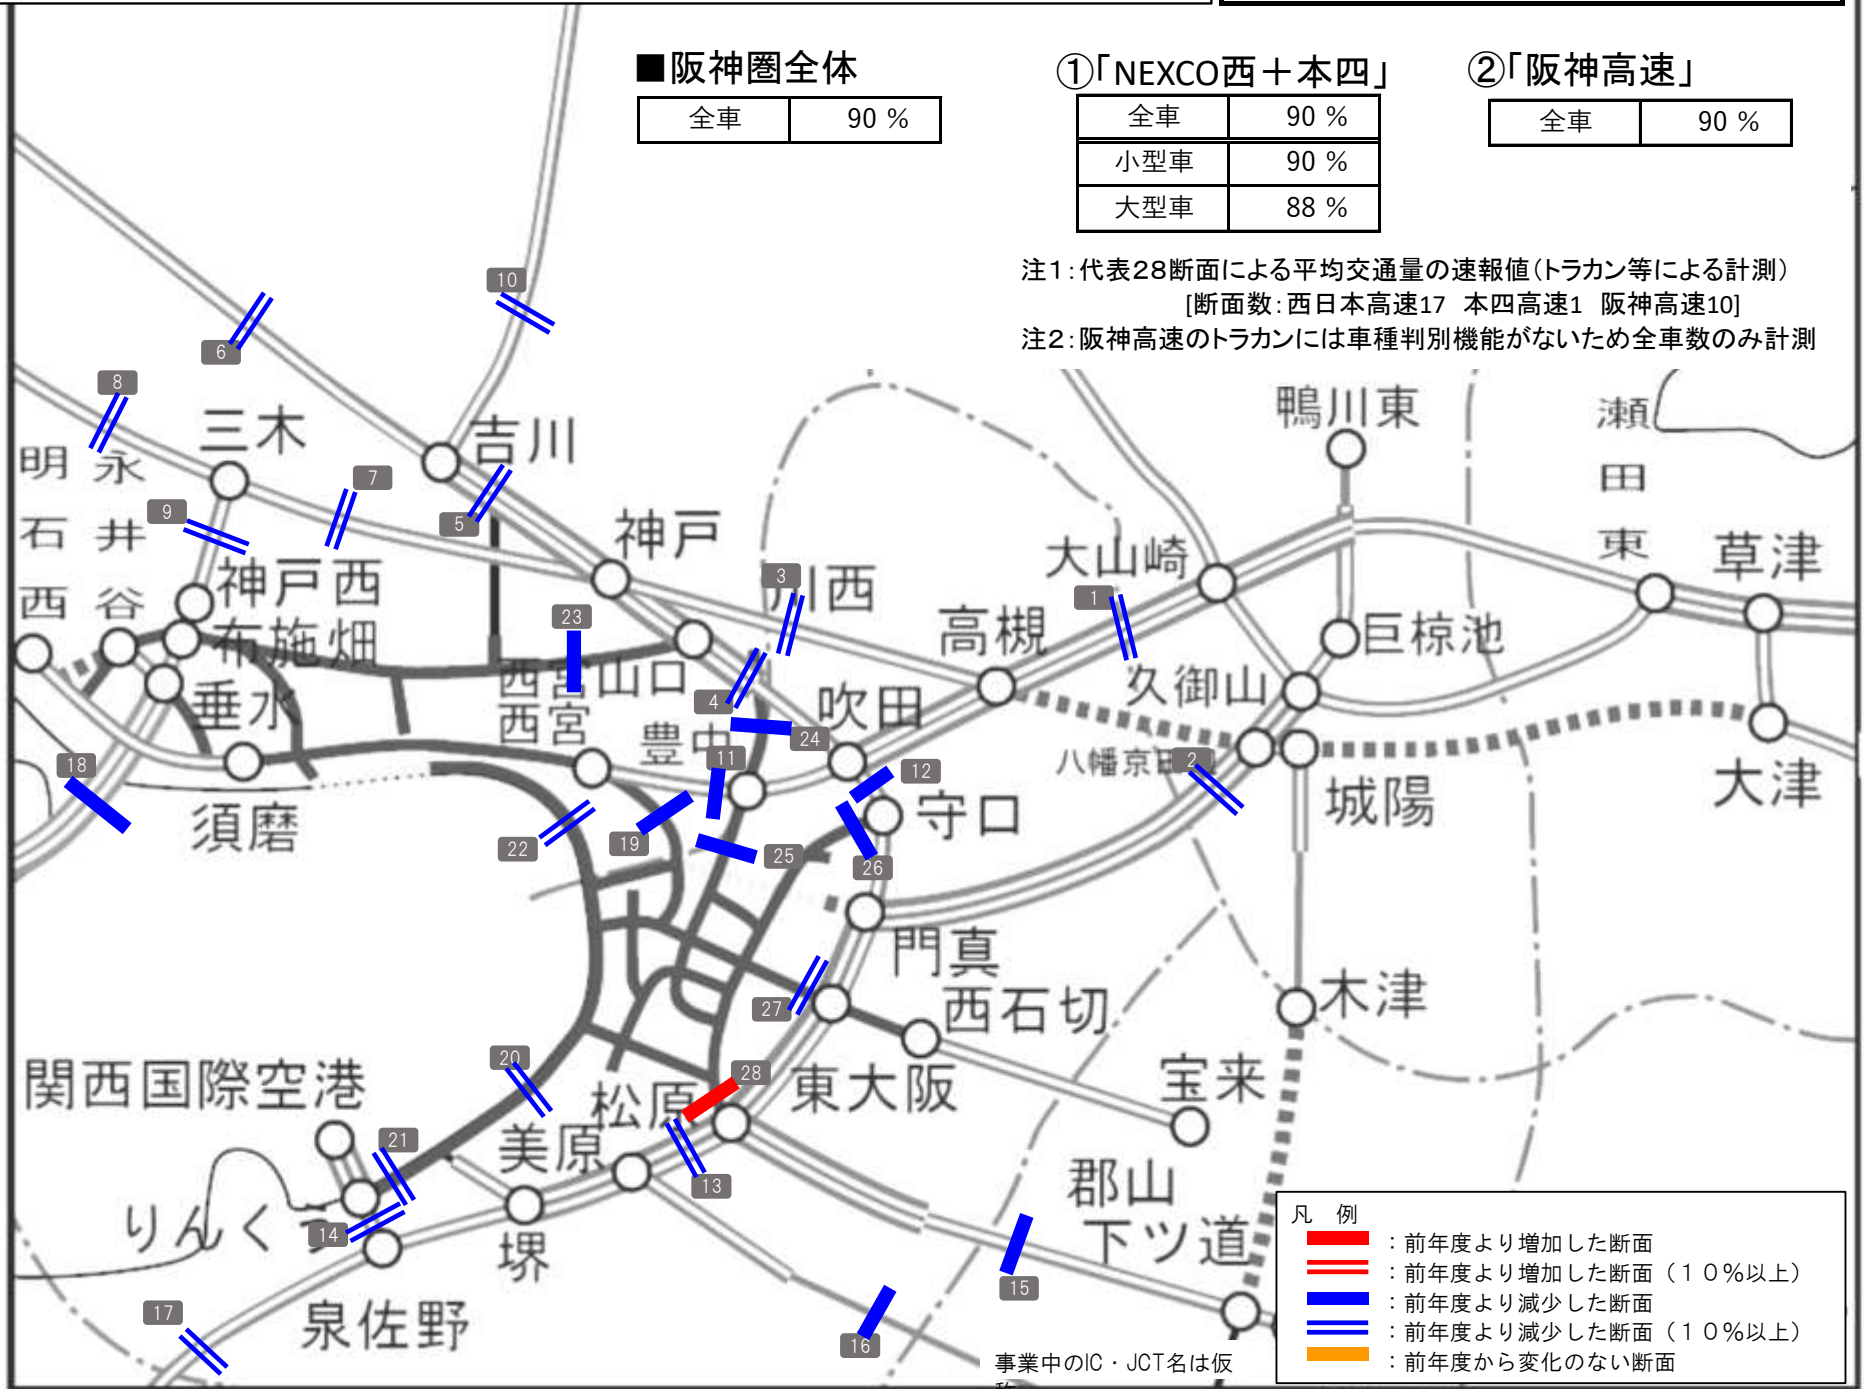 ■阪神圏全体
全車 90 %
①「NEXCO西＋本四」
全車 90 %
小型車 90 %
大型車 88 %
②「阪神高速」
全車 90 %
注１：代表２８断面による平均交通量の速報値（トラカン等による計測）
[断面数：西日本高速17　本四高速1　阪神高速10]
注２：阪神高速のトラカンには車種判別機能がないため全車数のみ計測
10
6
8
三木
吉川
鴨川東
瀬田東
明石西
永井谷
7
9
5
神戸
大山崎
草津
神戸西
3
川西
1
高槻
23
布施畑
巨椋池
西宮山口
久御山
4
垂水
西宮
吹田
豊中
24
11
12
八幡京田
2
18
城陽
大津
須磨
守口
22
19
25
26
門真
27
西石切
木津
関西国際空港
20
松原
28
東大阪
宝来
21
美原
13
郡山
下ツ道
りんくう
14
堺
15
17
泉佐野
16
事業中のIC・JCT名は仮
凡　例
：前年度より増加した断面
：前年度より増加した断面（１０％以上）
：前年度より減少した断面
：前年度より減少した断面（１０％以上）
：前年度から変化のない断面